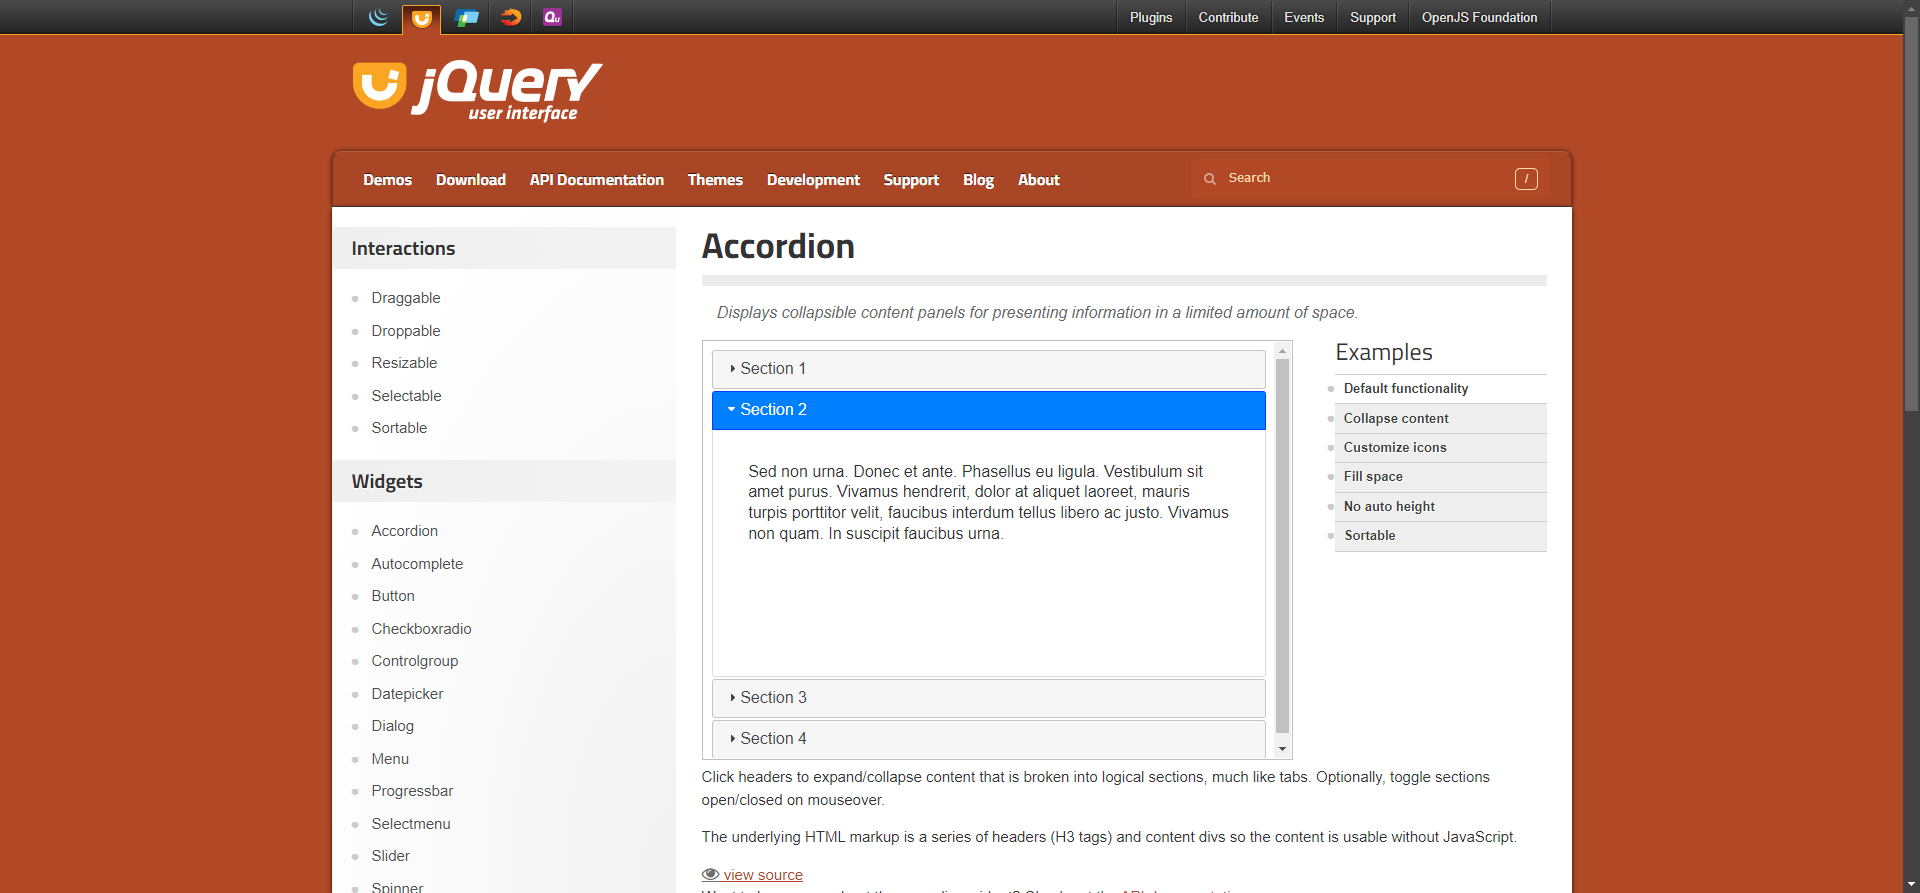 Plugins
Contribute
Events
Support
OpenJS Foundation
jQuery
user interface
Demos
Download
API Documentation
Themes
Development
Support
Blog
About
Search
/
Interactions
Draggable
Droppable
Resizable
Selectable
Sortable
Widgets
Accordion
Autocomplete
Button
Checkboxradio
Controlgroup
Datepicker
Dialog
Menu
Progressbar
Selectmenu
Slider
Spinner
Accordion
Displays collapsible content panels for presenting information in a limited amount of space.
Section 1
Section 2
Sed non urna. Donec et ante. Phasellus eu ligula. Vestibulum sit
amet purus. Vivamus hendrerit, dolor at aliquet laoreet, mauris
turpis porttitor velit, faucibus interdum tellus libero ac justo. Vivamus
non quam. In suscipit faucibus urna.
Section 3
Section 4
Examples
Default functionality
Collapse content
Customize icons
Fill space
No auto height
Sortable
Click headers to expand/collapse content that is broken into logical sections, much like tabs. Optionally, toggle sections
open/closed on mouseover.
The underlying HTML markup is a series of headers (H3 tags) and content divs so the content is usable without JavaScript.
view source